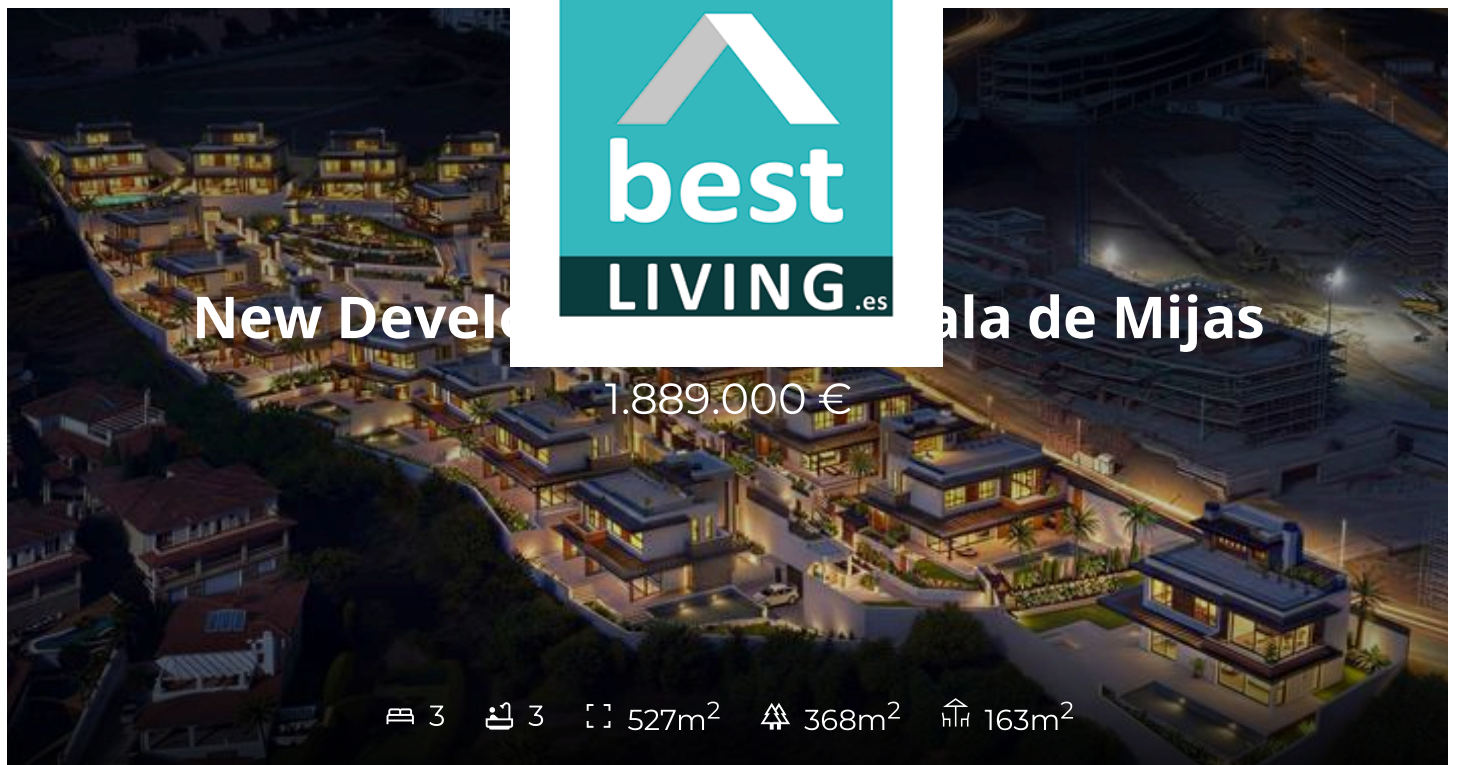 best
LIVING.es
New Develo ala de Mijas
1.889.000 €
3 3 527m² 368m² 163m²